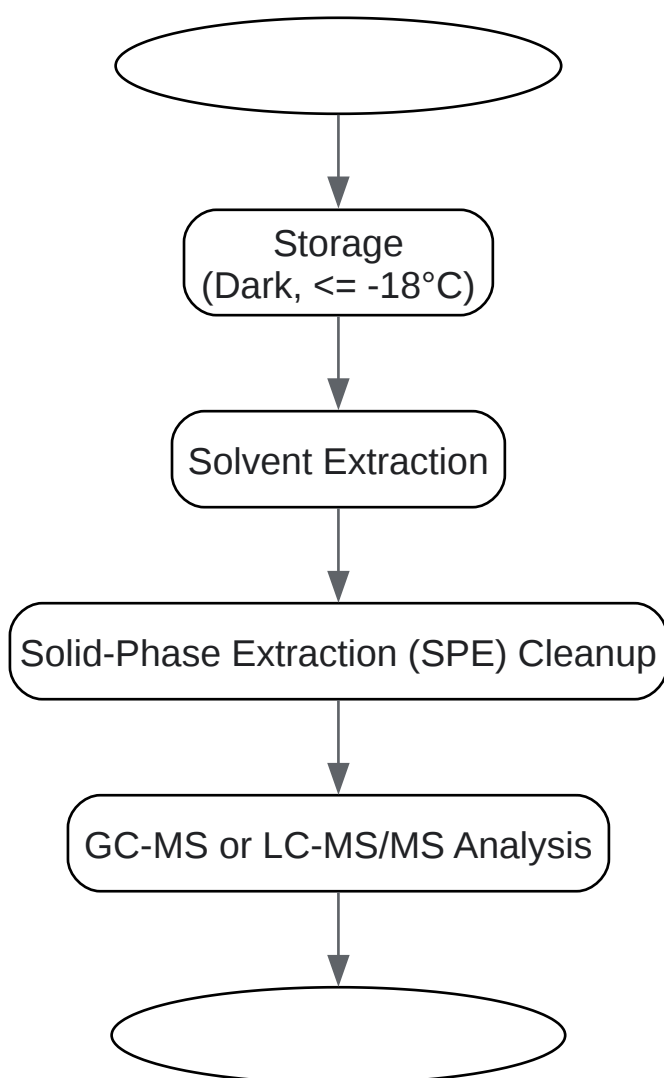 Storage
(Dark, <= -18°C)
Solvent Extraction
Solid-Phase Extraction (SPE) Cleanup
GC-MS or LC-MS/MS Analysis